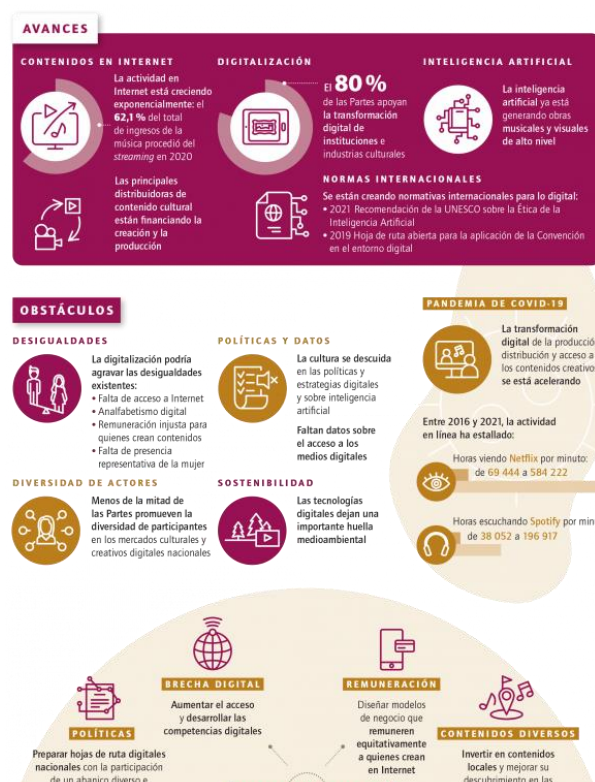 AVANCES
CONTENIDOS EN INTERNET
La actividad en
Internet está creciendo
exponencialmente: el
62,1 % del total
de ingresos de la
música procedió del
streaming en 2020
Las principales
distribuidoras de
contenido cultural
están financiando la
creación y la
producción
DIGITALIZACIÓN
El 80 %
de las Partes apoyan
la transformación
digital de
instituciones e
industrias culturales
INTELIGENCIA ARTIFICIAL
La inteligencia
artificial ya está
generando obras
musicales y visuales
de alto nivel
NORMAS INTERNACIONALES
Se están creando normativas internacionales para lo digital:
• 2021 Recomendación de la UNESCO sobre la Ética de la
Inteligencia Artificial
• 2019 Hoja de ruta abierta para la aplicación de la Convención
en el entorno digital
OBSTÁCULOS
DESIGUALDADES
La digitalización podría
agravar las desigualdades
existentes:
• Falta de acceso a Internet
• Analfabetismo digital
• Remuneración injusta para
quienes crean contenidos
• Falta de presencia
representativa de la mujer
POLÍTICAS Y DATOS
La cultura se descuida
en las políticas y
estrategias digitales
y sobre inteligencia
artificial
Faltan datos sobre
el acceso a los
medios digitales
DIVERSIDAD DE ACTORES
Menos de la mitad de
las Partes promueven la
diversidad de participantes
en los mercados culturales y
creativos digitales nacionales
SOSTENIBILIDAD
Las tecnologías
digitales dejan una
importante huella
medioambiental
PANDEMIA DE COVID-19
La transformación
digital de la producció
distribución y acceso a
los contenidos creativo
se está acelerando
Entre 2016 y 2021, la actividad
en línea ha estallado:
Horas viendo Netflix por minuto:
de 69 444 a 584 222
Horas escuchando Spotify por min
de 38 052 a 196 917
POLÍTICAS
Preparar hojas de ruta digitales
nacionales con la participación
de un abanico diverso e
BRECHA DIGITAL
Aumentar el acceso
y desarrollar las
competencias digitales
REMUNERACIÓN
Diseñar modelos
de negocio que
remuneren
equitativamente
a quienes crean
en Internet
CONTENIDOS DIVERSOS
Invertir en contenidos
locales y mejorar su
descubrimiento en las